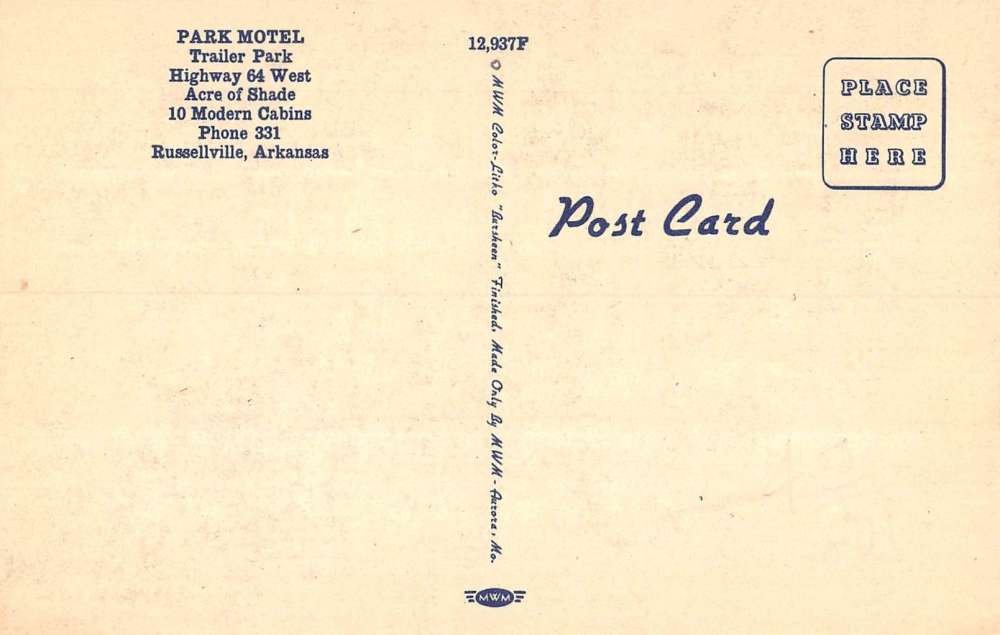 PARK MOTEL
Trailer Park
Highway 64 West
Acre of Shade
10 Modern Cabins
Phone 331
Russellville, Arkansas
12,937F
MWM Color-Litho "Dursheen" Finished. Made Only By MWM - Aurora, Mo.
PLACE
STAMP
HERE
Post Card
MWM